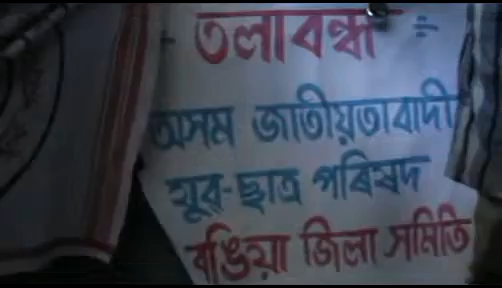 - তলাবন্ধ -:
অসম জাতীয়তাবাদী
যুৱ-ছাত্ৰ পৰিষদ
ৰঙিয়া জিলা সমিতি